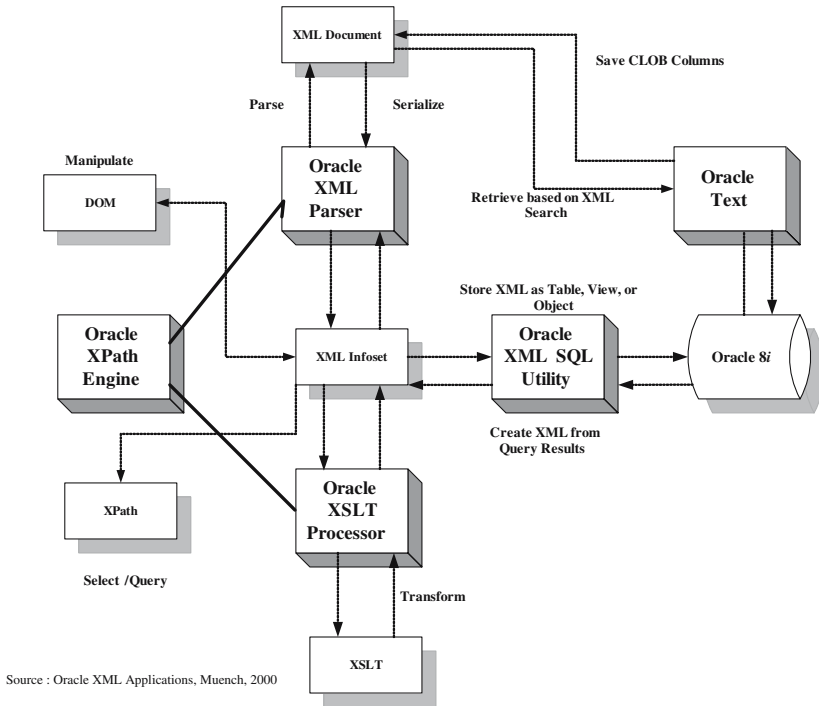 XML Document
Save CLOB Columns
Parse
Serialize
Manipulate
DOM
Oracle
XML
Parser
Oracle
Text
Retrieve based on XML
Search
Store XML as Table, View, or
Object
Oracle
XPath
Engine
XML Infoset
Oracle
XML SQL
Utility
Oracle 8i
Create XML from
Query Results
Oracle
XSLT
Processor
XPath
Select /Query
Transform
XSLT
Source : Oracle XML Applications, Muench, 2000